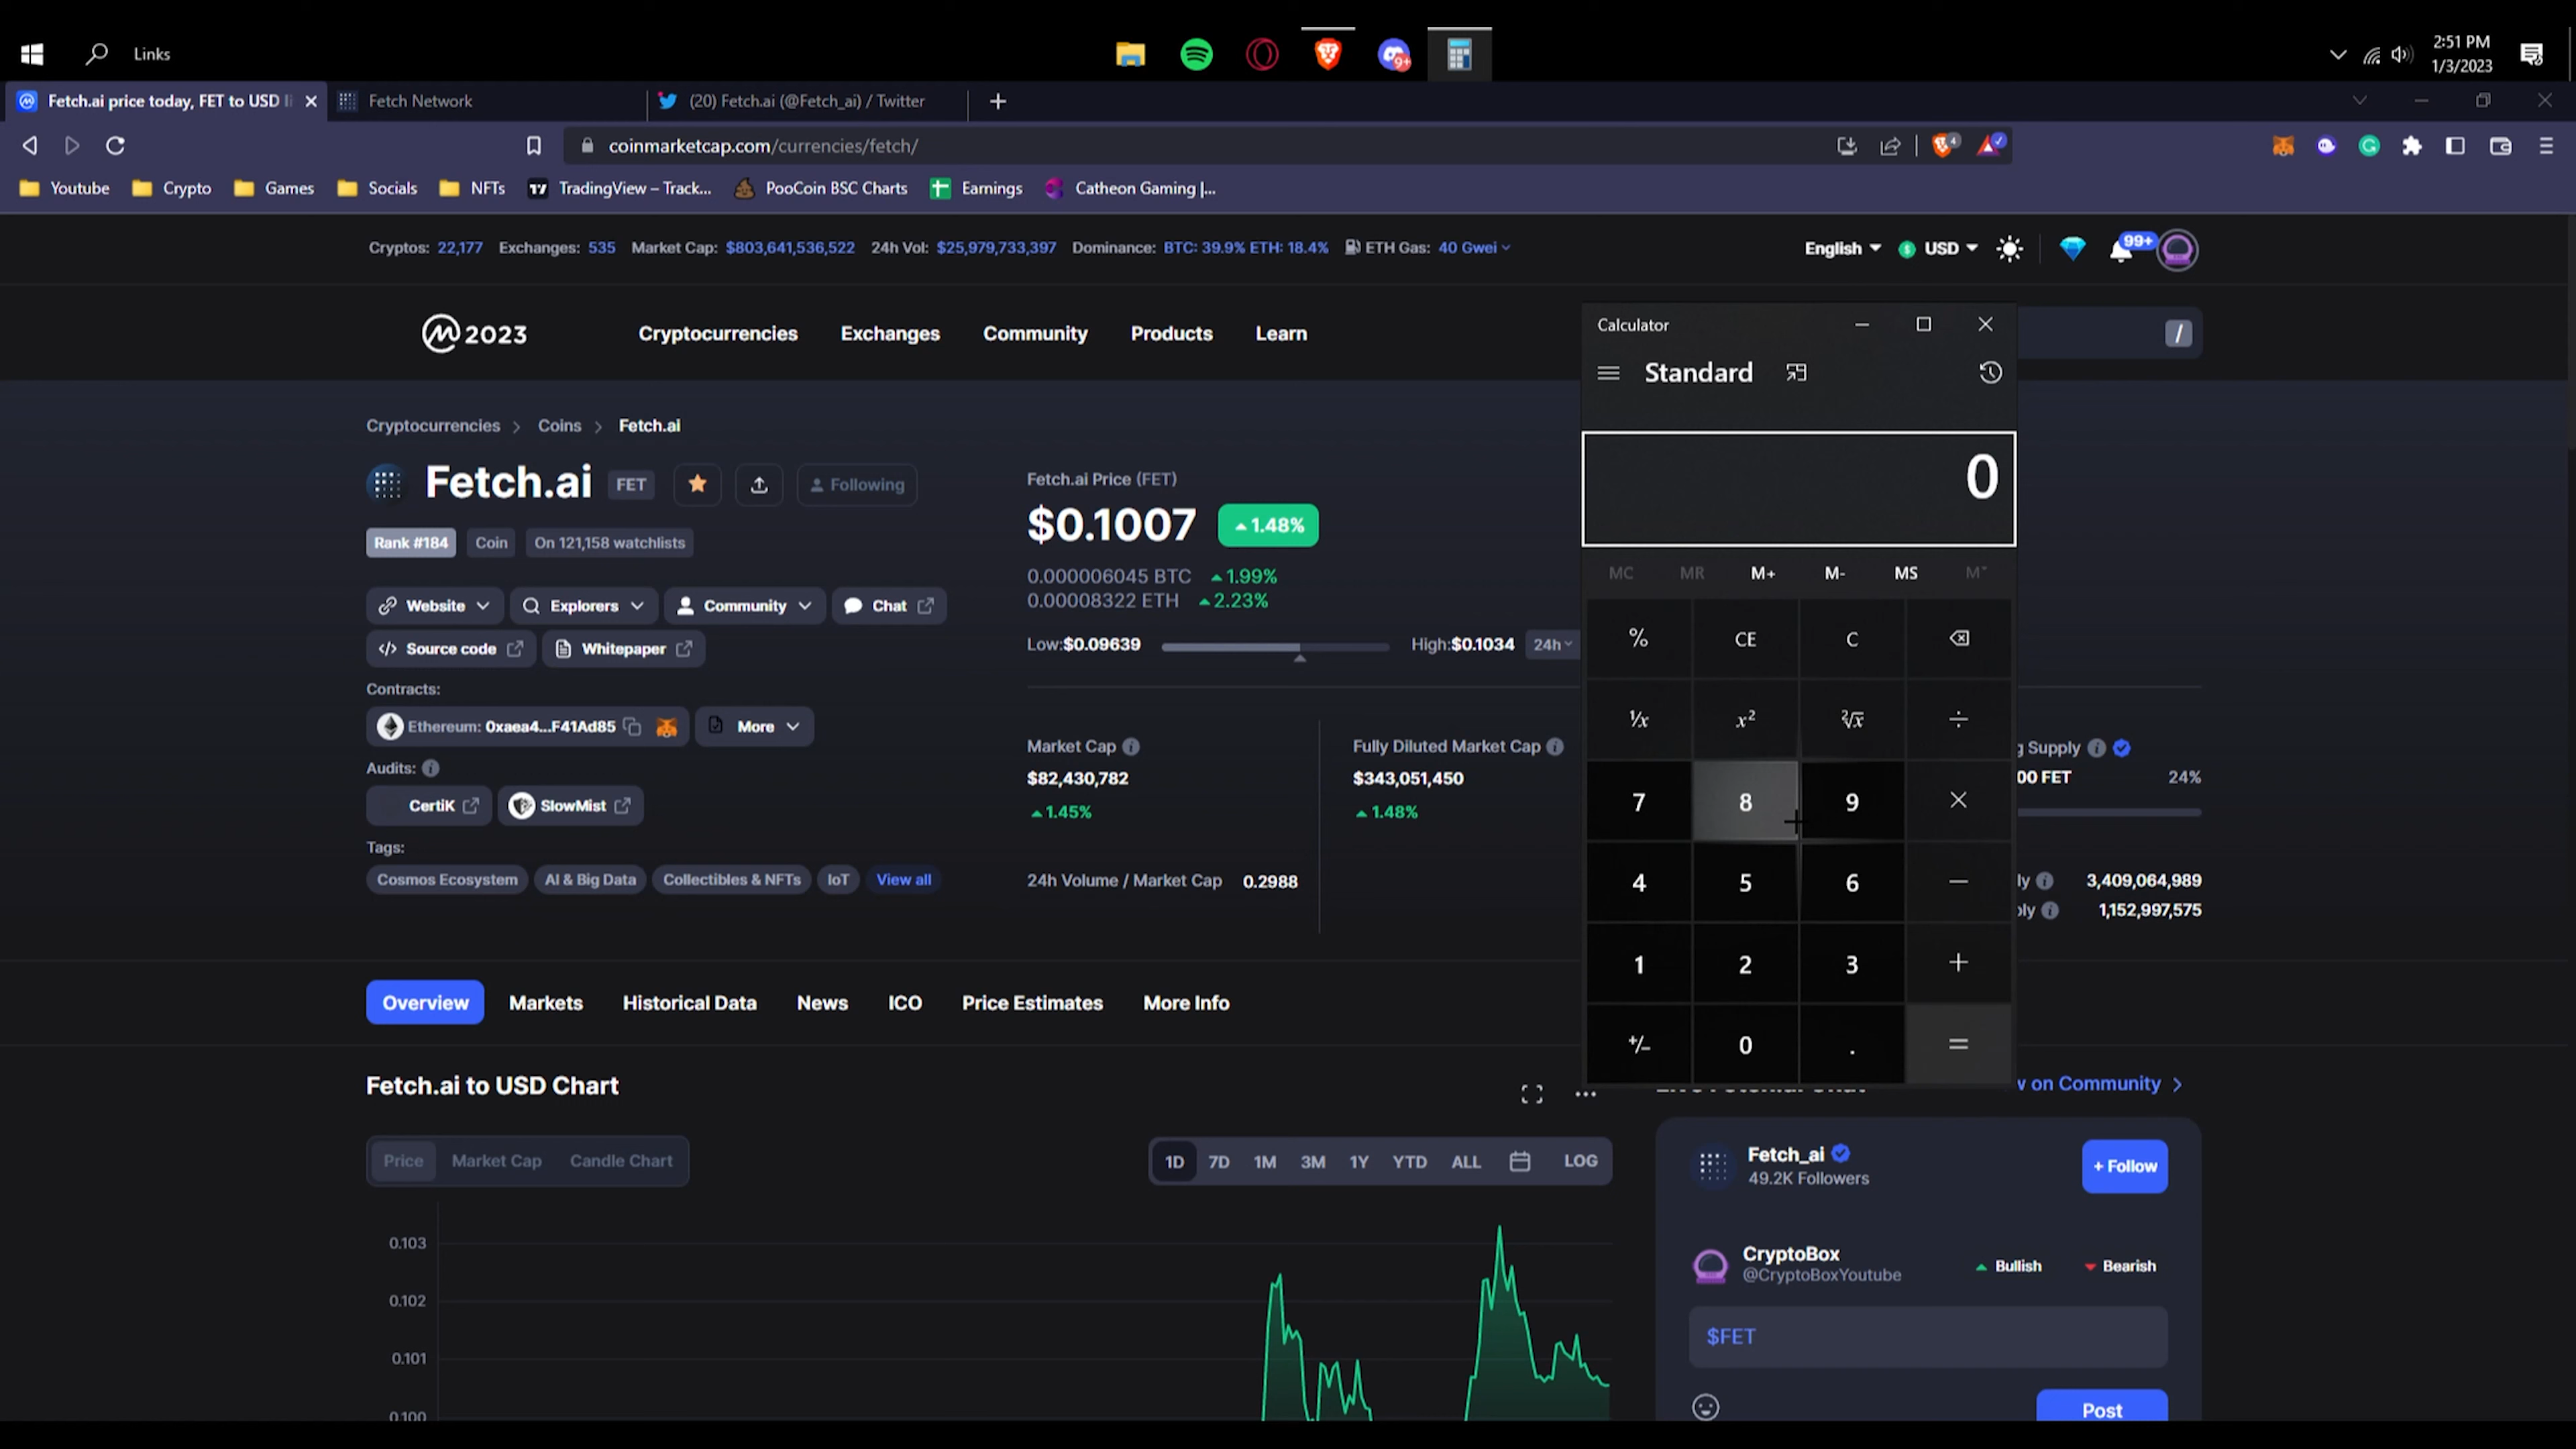 Links
2:51 PM
1/3/2023
Fetch.ai price today, FET to USD li
Fetch Network
(20) Fetch.ai (@Fetch_ai) / Twitter
coinmarketcap.com/currencies/fetch/
Youtube
Crypto
Games
Socials
NFTs
TradingView – Track...
PooCoin BSC Charts
Earnings
Catheon Gaming |...
Cryptos: 22,177 Exchanges: 535 Market Cap: $803,641,536,522 24h Vol: $25,979,733,397 Dominance: BTC: 39.9% ETH: 18.4% ETH Gas: 40 Gwei
English
USD
99+
2023
Cryptocurrencies
Exchanges
Community
Products
Learn
/
Calculator
Standard
0
MC MR M+ M- MS M˅
% CE C
¹/x x² ²√x ÷
7 8 9 ×
4 5 6 −
1 2 3 +
+/− 0 . =
Cryptocurrencies > Coins > Fetch.ai
Fetch.ai FET
Following
Rank #184
Coin
On 121,158 watchlists
Website
Explorers
Community
Chat
Source code
Whitepaper
Contracts:
Ethereum: 0xaea4...F41Ad85
More
Audits:
CertiK
SlowMist
Tags:
Cosmos Ecosystem
AI & Big Data
Collectibles & NFTs
IoT
View all
Fetch.ai Price (FET)
$0.1007
1.48%
0.000006045 BTC 1.99%
0.00008322 ETH 2.23%
Low:$0.09639
High:$0.1034
24h
Market Cap
$82,430,782
1.45%
24h Volume / Market Cap 0.2988
Fully Diluted Market Cap
$343,051,450
1.48%
g Supply
00 FET 24%
ly 3,409,064,989
ply 1,152,997,575
Overview
Markets
Historical Data
News
ICO
Price Estimates
More Info
Fetch.ai to USD Chart
w on Community
Price
Market Cap
Candle Chart
1D 7D 1M 3M 1Y YTD ALL LOG
0.103
0.102
0.101
0.100
Fetch_ai
49.2K Followers
+ Follow
CryptoBox
@CryptoBoxYoutube
Bullish
Bearish
$FET
Post